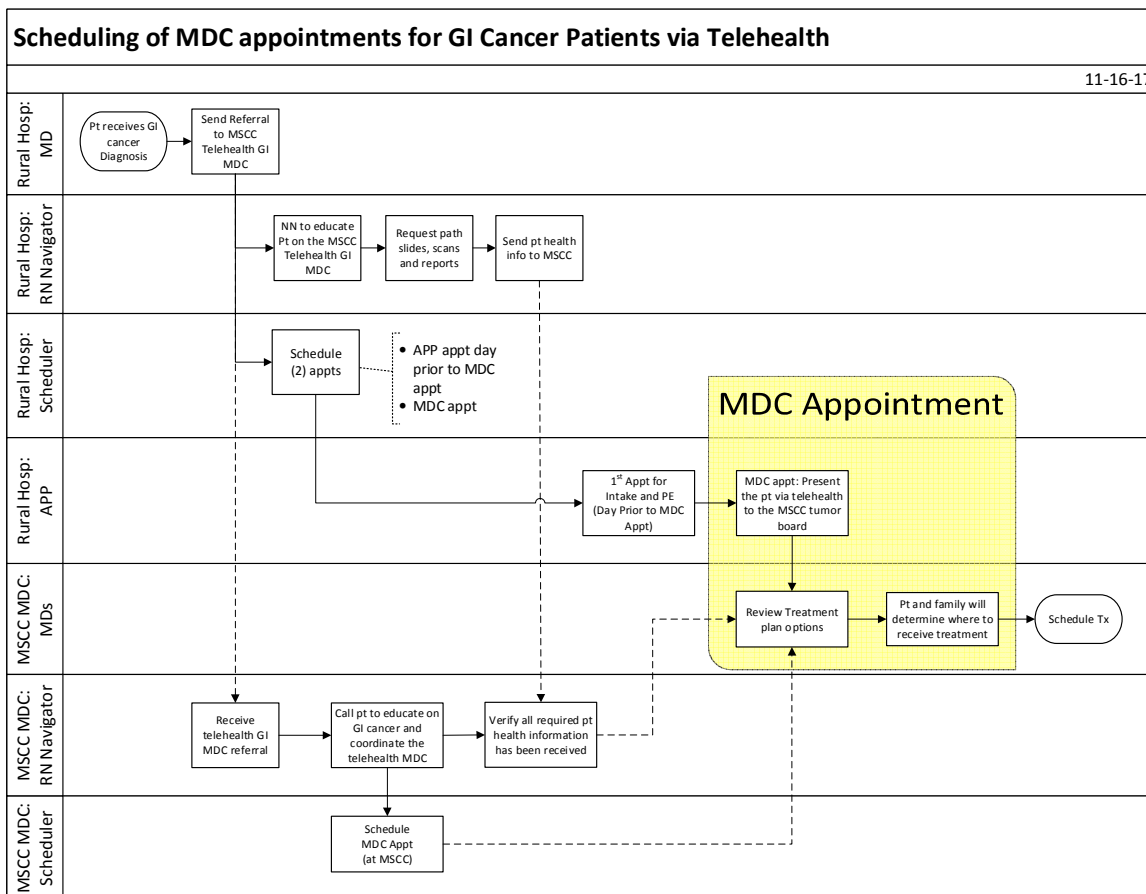 Scheduling of MDC appointments for GI Cancer Patients via Telehealth
11-16-17
Rural Hosp:
MD
Pt receives GI
cancer
Diagnosis
Send Referral
to MSCC
Telehealth GI
MDC
Rural Hosp:
RN Navigator
NN to educate
Pt on the MSCC
Telehealth GI
MDC
Request path
slides, scans
and reports
Send pt health
info to MSCC
Rural Hosp:
Scheduler
Schedule
(2) appts
• APP appt day
prior to MDC
appt
• MDC appt
MDC Appointment
Rural Hosp:
APP
1st Appt for
Intake and PE
(Day Prior to MDC
Appt)
MDC appt: Present
the pt via telehealth
to the MSCC tumor
board
MSCC MDC:
MDs
Review Treatment
plan options
Pt and family will
determine where to
receive treatment
Schedule Tx
MSCC MDC:
RN Navigator
Receive
telehealth GI
MDC referral
Call pt to educate on
GI cancer and
coordinate the
telehealth MDC
Verify all required pt
health information
has been received
MSCC MDC:
Scheduler
Schedule
MDC Appt
(at MSCC)